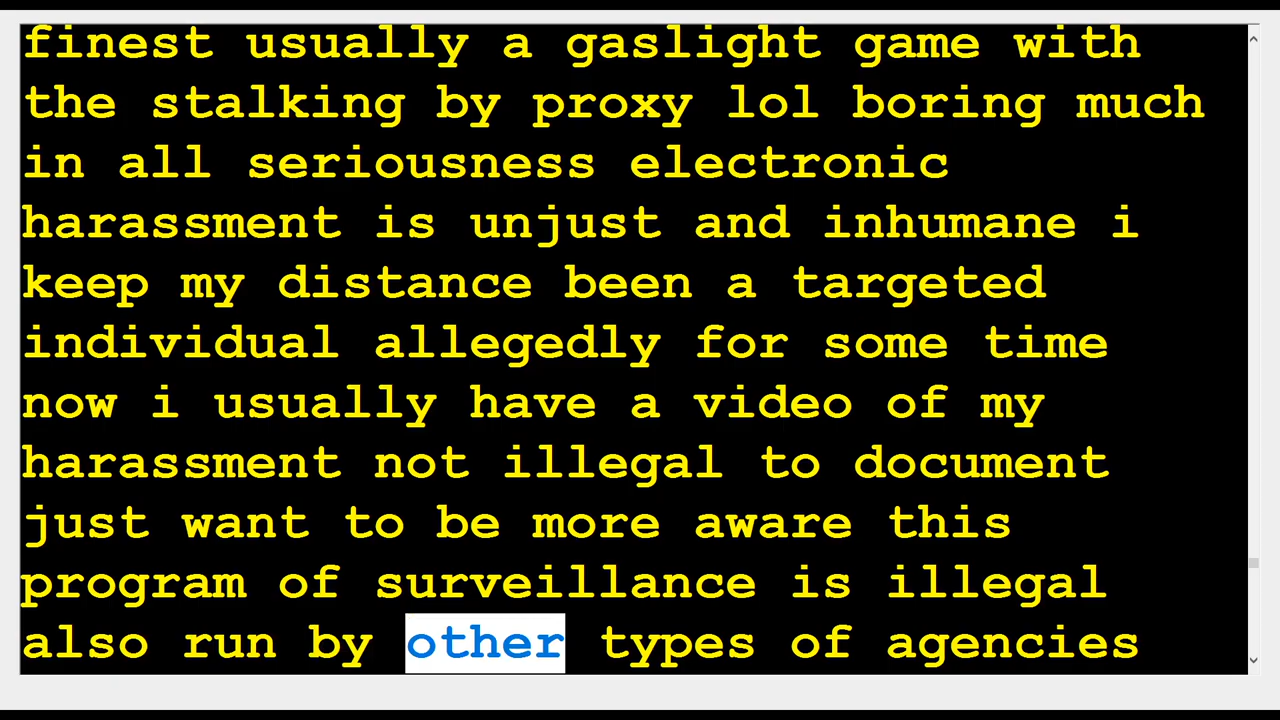 finest usually a gaslight game with
the stalking by proxy lol boring much
in all seriousness electronic
harassment is unjust and inhumane i
keep my distance been a targeted
individual allegedly for some time
now i usually have a video of my
harassment not illegal to document
just want to be more aware this
program of surveillance is illegal
also run by other types of agencies